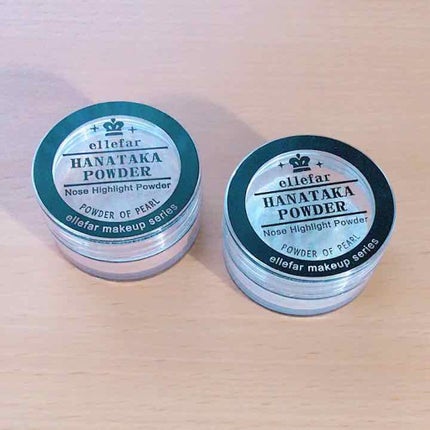 ellefar
HANATAKA
POWDER
Nose Highlight Powder
POWDER OF PEARL
ellefar makeup series
ellefar
HANATAKA
POWDER
Nose Highlight Powder
POWDER OF PEARL
ellefar makeup series